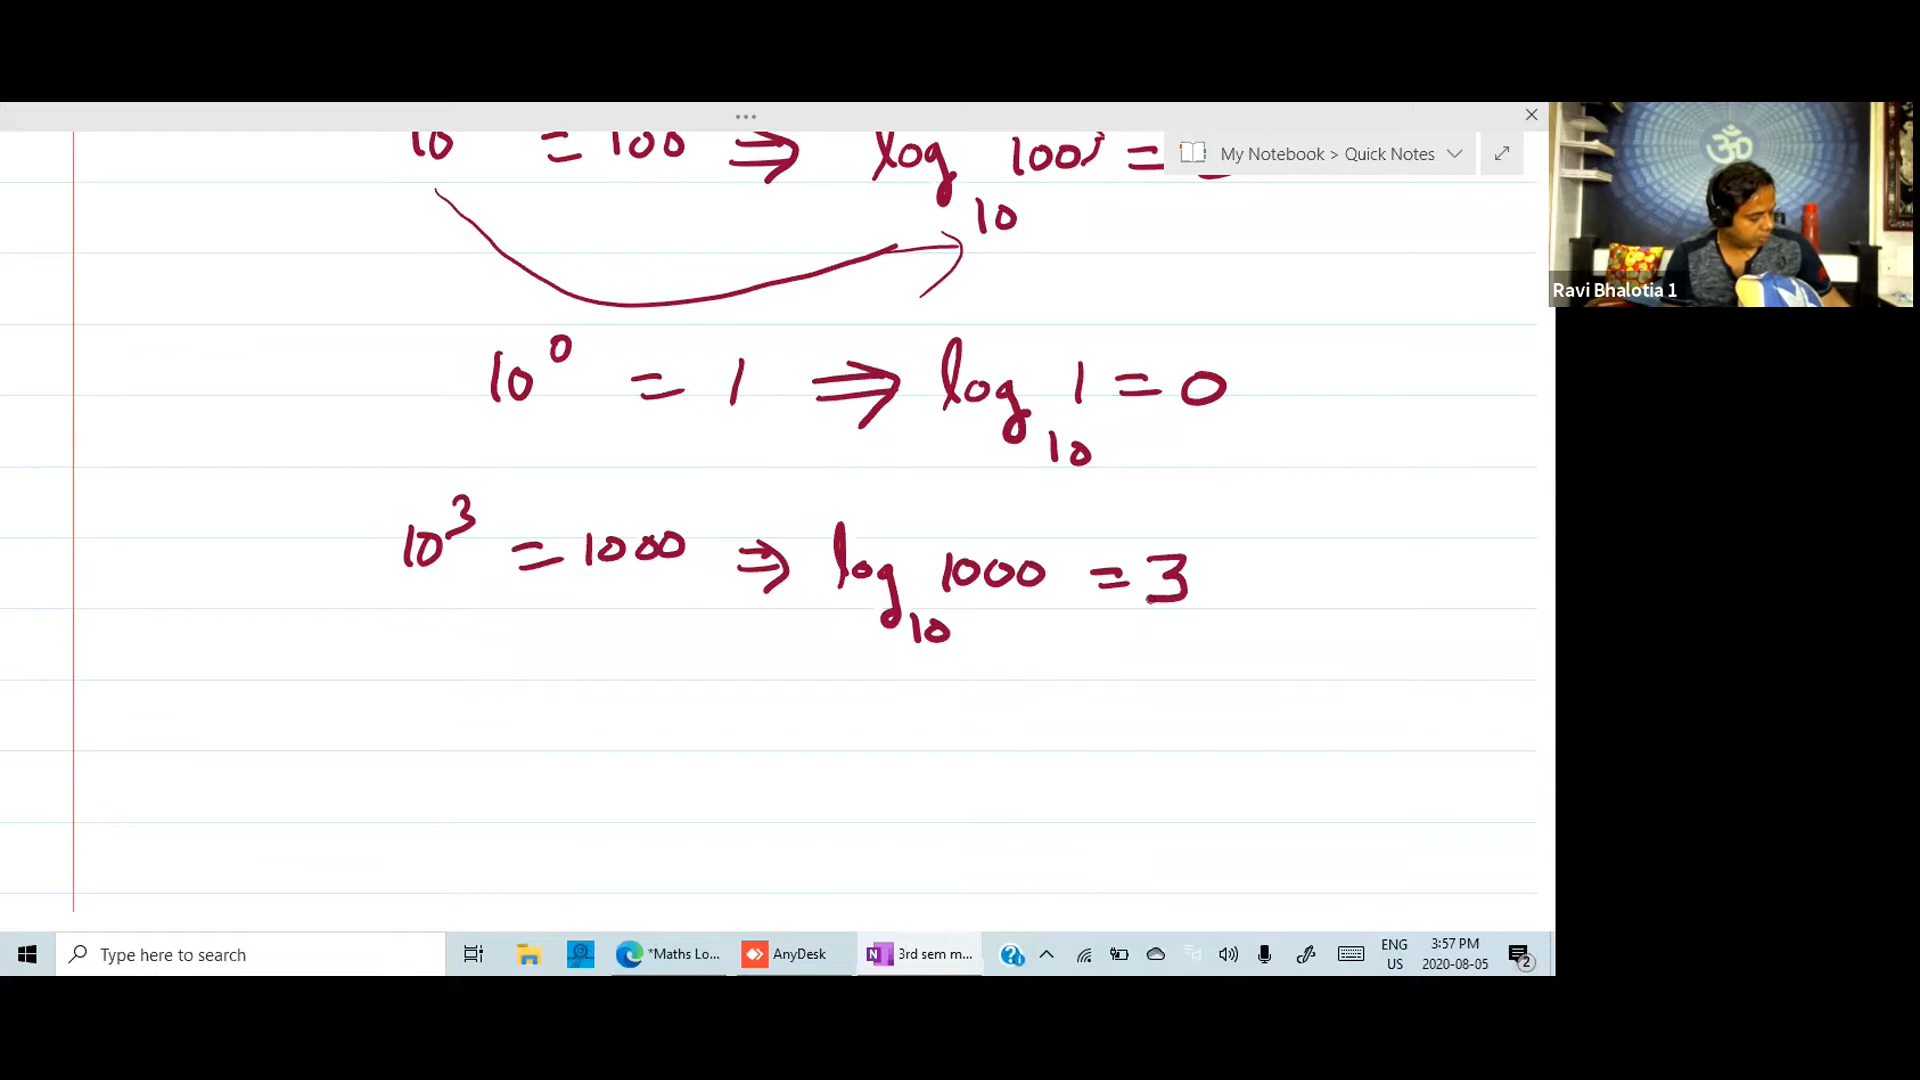 10 = 100 ⇒ log₁₀ 100 =
My Notebook > Quick Notes
Ravi Bhalotia 1
10⁰ = 1 ⇒ log₁₀ 1 = 0
10³ = 1000 ⇒ log₁₀ 1000 = 3
Type here to search
*Maths Lo...
AnyDesk
3rd sem m...
ENG
US
3:57 PM
2020-08-05
2